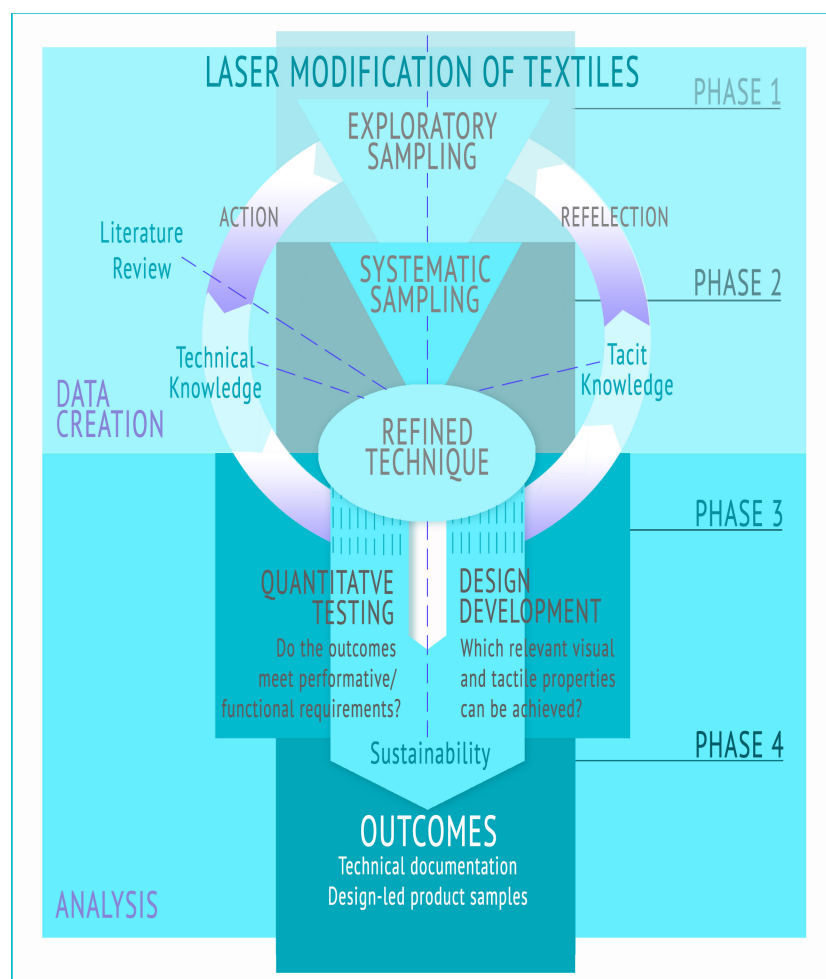 LASER MODIFICATION OF TEXTILES
PHASE 1
EXPLORATORY
SAMPLING
ACTION
REFELECTION
Literature
Review
SYSTEMATIC
SAMPLING
PHASE 2
Technical
Knowledge
Tacit
Knowledge
DATA
CREATION
REFINED
TECHNIQUE
PHASE 3
QUANTITATVE
TESTING
Do the outcomes
meet performative/
functional requirements?
DESIGN
DEVELOPMENT
Which relevant visual
and tactile properties
can be achieved?
PHASE 4
Sustainability
OUTCOMES
Technical documentation
Design-led product samples
ANALYSIS